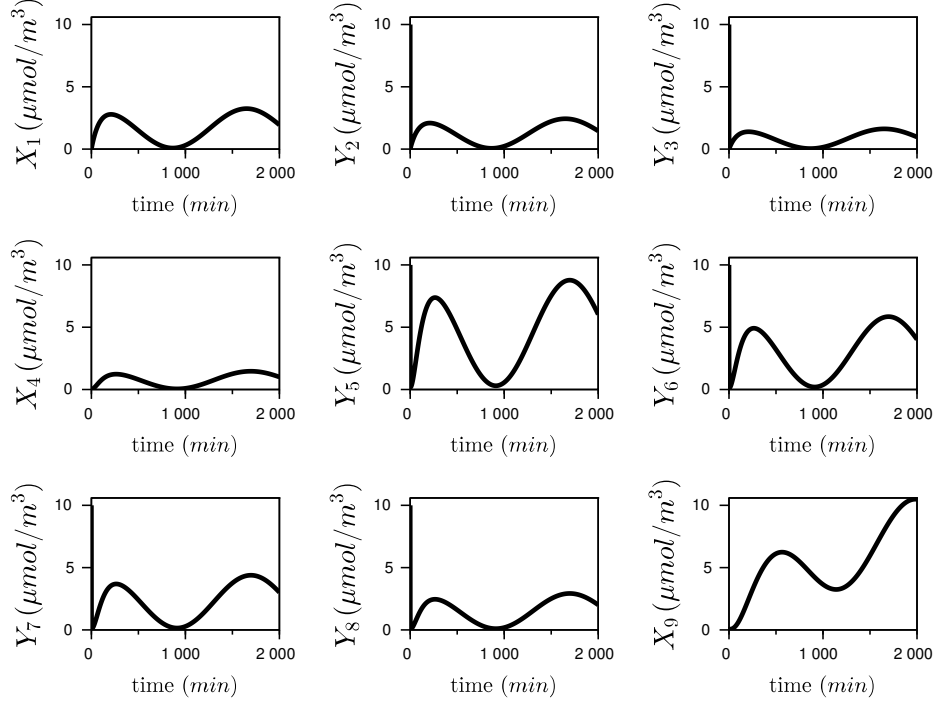 X₁ (μmol/m³)
10
5
0
0 1 000 2 000
time (min)
Y₂ (μmol/m³)
10
5
0
0 1 000 2 000
time (min)
Y₃ (μmol/m³)
10
5
0
0 1 000 2 000
time (min)
X₄ (μmol/m³)
10
5
0
0 1 000 2 000
time (min)
Y₅ (μmol/m³)
10
5
0
0 1 000 2 000
time (min)
Y₆ (μmol/m³)
10
5
0
0 1 000 2 000
time (min)
Y₇ (μmol/m³)
10
5
0
0 1 000 2 000
time (min)
Y₈ (μmol/m³)
10
5
0
0 1 000 2 000
time (min)
X₉ (μmol/m³)
10
5
0
0 1 000 2 000
time (min)